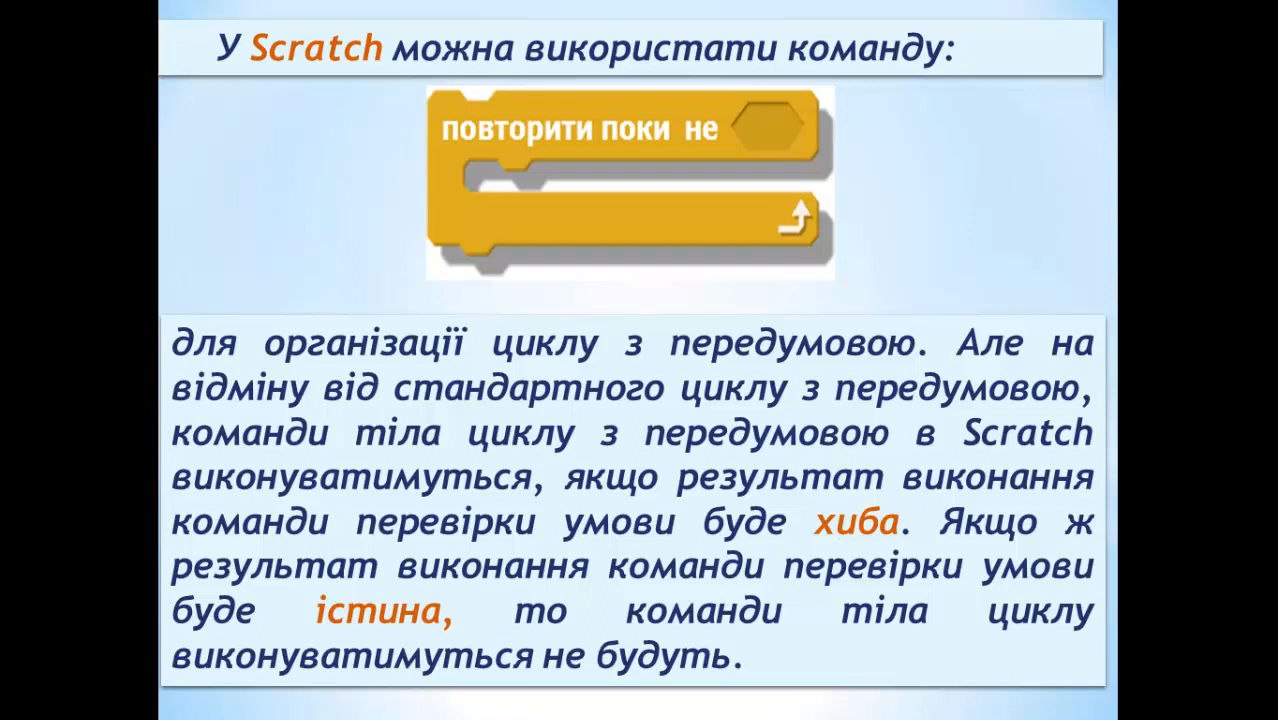 У Scratch можна використати команду:
повторити поки не
для організації циклу з передумовою. Але на
відміну від стандартного циклу з передумовою,
команди тіла циклу з передумовою в Scratch
виконуватимуться, якщо результат виконання
команди перевірки умови буде хиба. Якщо ж
результат виконання команди перевірки умови
буде істина, то команди тіла циклу
виконуватимуться не будуть.